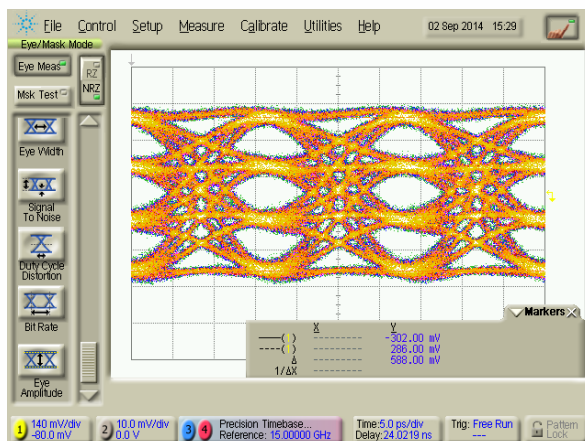 File Control Setup Measure Calibrate Utilities Help 02 Sep 2014 15:29
Eye/Mask Mode
Eye Meas
RZ
NRZ
Msk Test
Eye Width
Signal
To Noise
Duty Cycle
Distortion
Bit Rate
Eye
Amplitude
Markers X
X Y
-302.00 mV
286.00 mV
Δ 588.00 mV
1/ΔX
1 140 mV/div
-80.0 mV
2 10.0 mV/div
0.0 V
3 4 Precision Timebase...
Reference: 15.00000 GHz
Time:5.0 ps/div
Delay:24.0219 ns
Trig: Free Run
---
Pattern
Lock